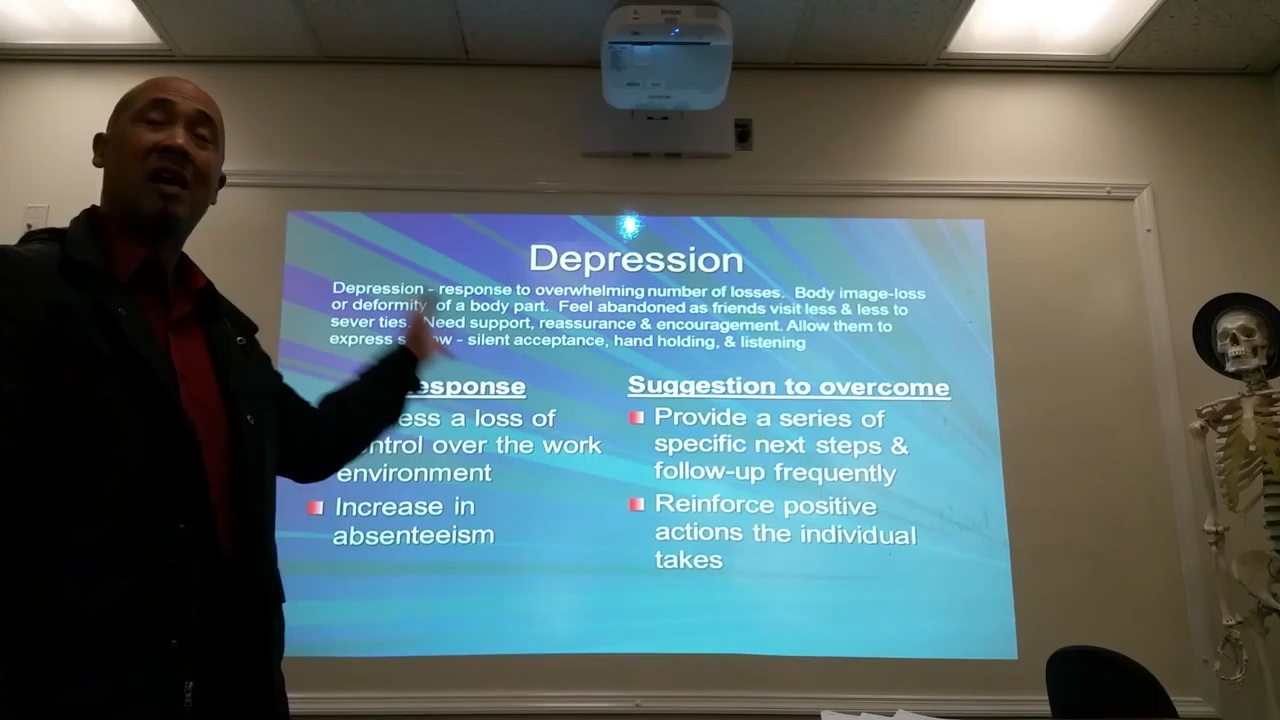 EPSON
Depression
Depression - response to overwhelming number of losses. Body image-loss
or deformity of a body part. Feel abandoned as friends visit less & less to
sever ties. Need support, reassurance & encouragement. Allow them to
express - silent acceptance, hand holding, & listening
Suggestion to overcome
a loss of
over the work
environment
Increase in
absenteeism
Provide a series of
specific next steps &
follow-up frequently
Reinforce positive
actions the individual
takes